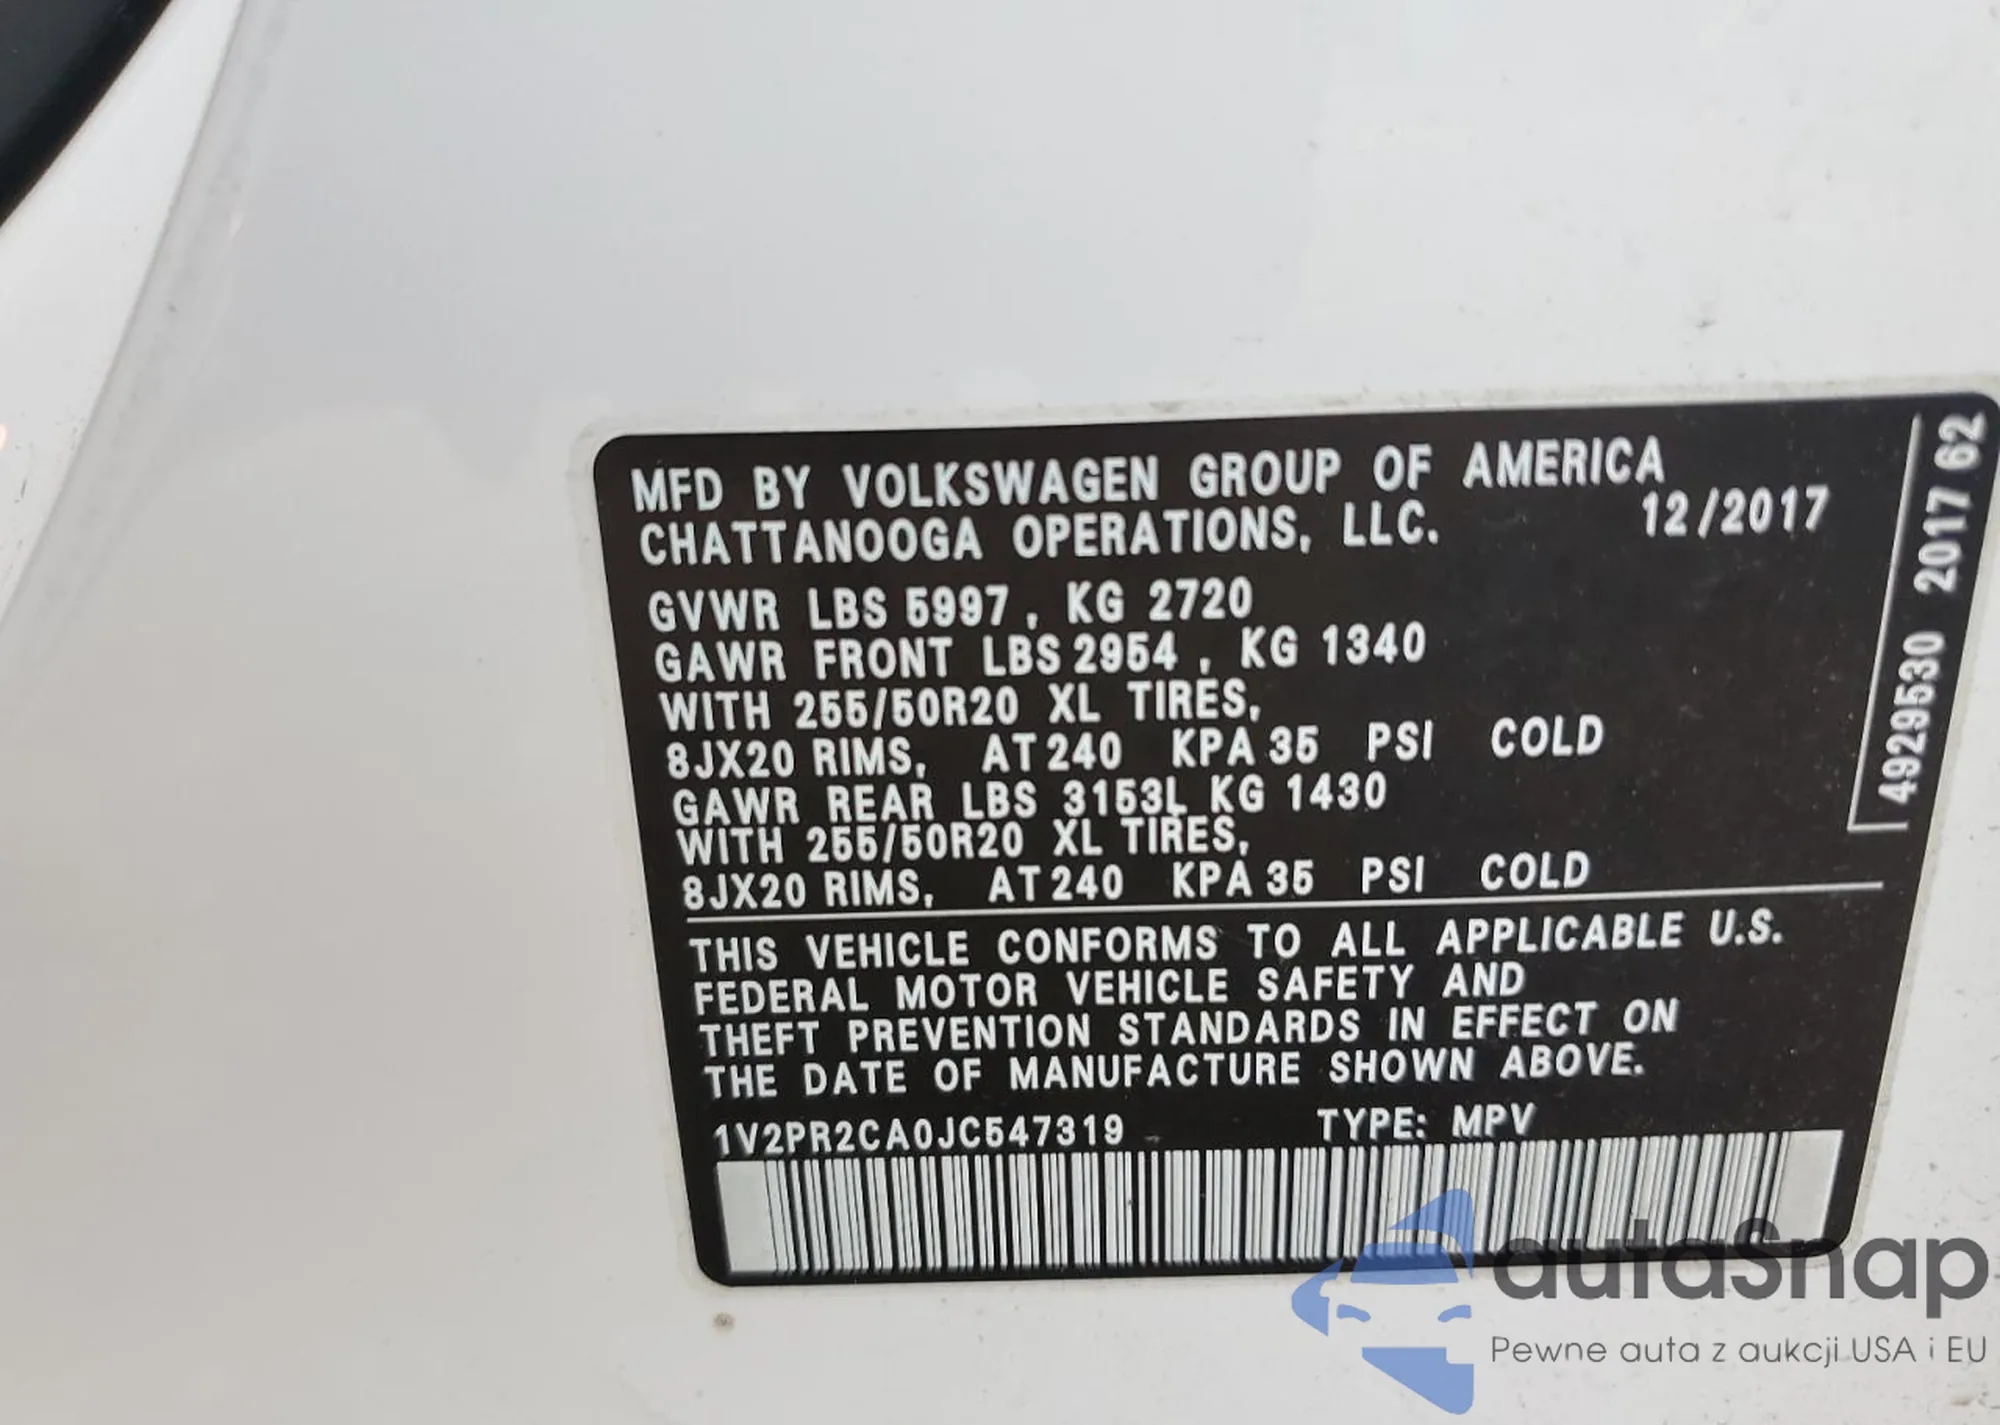 MFD BY VOLKSWAGEN GROUP OF AMERICA
CHATTANOOGA OPERATIONS, LLC. 12/2017
GVWR LBS 5997, KG 2720
GAWR FRONT LBS 2954, KG 1340
WITH 255/50R20 XL TIRES,
8JX20 RIMS, AT 240 KPA 35 PSI COLD
GAWR REAR LBS 3153L KG 1430
WITH 255/50R20 XL TIRES,
8JX20 RIMS, AT 240 KPA 35 PSI COLD
THIS VEHICLE CONFORMS TO ALL APPLICABLE U.S.
FEDERAL MOTOR VEHICLE SAFETY AND
THEFT PREVENTION STANDARDS IN EFFECT ON
THE DATE OF MANUFACTURE SHOWN ABOVE.
1V2PR2CA0JC547319 TYPE: MPV
4929530 2017 62
autaSnap
Pewne auta z aukcji USA i EU